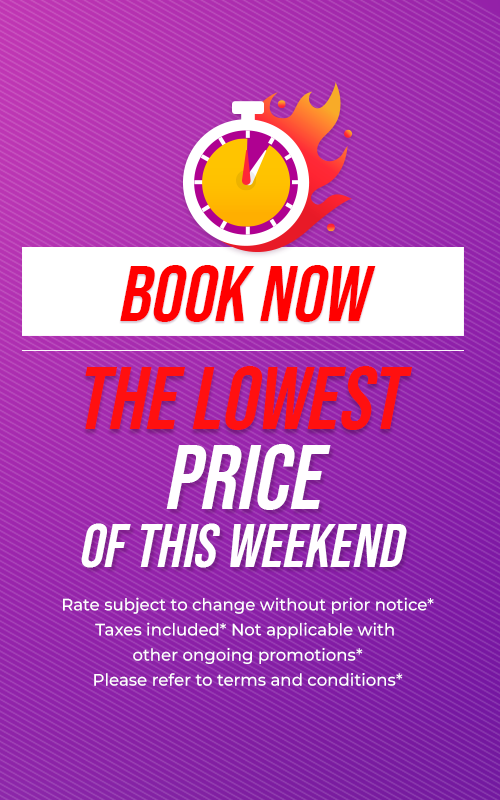 BOOK NOW
THE LOWEST
PRICE
OF THIS WEEKEND
Rate subject to change without prior notice*
Taxes included* Not applicable with
other ongoing promotions*
Please refer to terms and conditions*